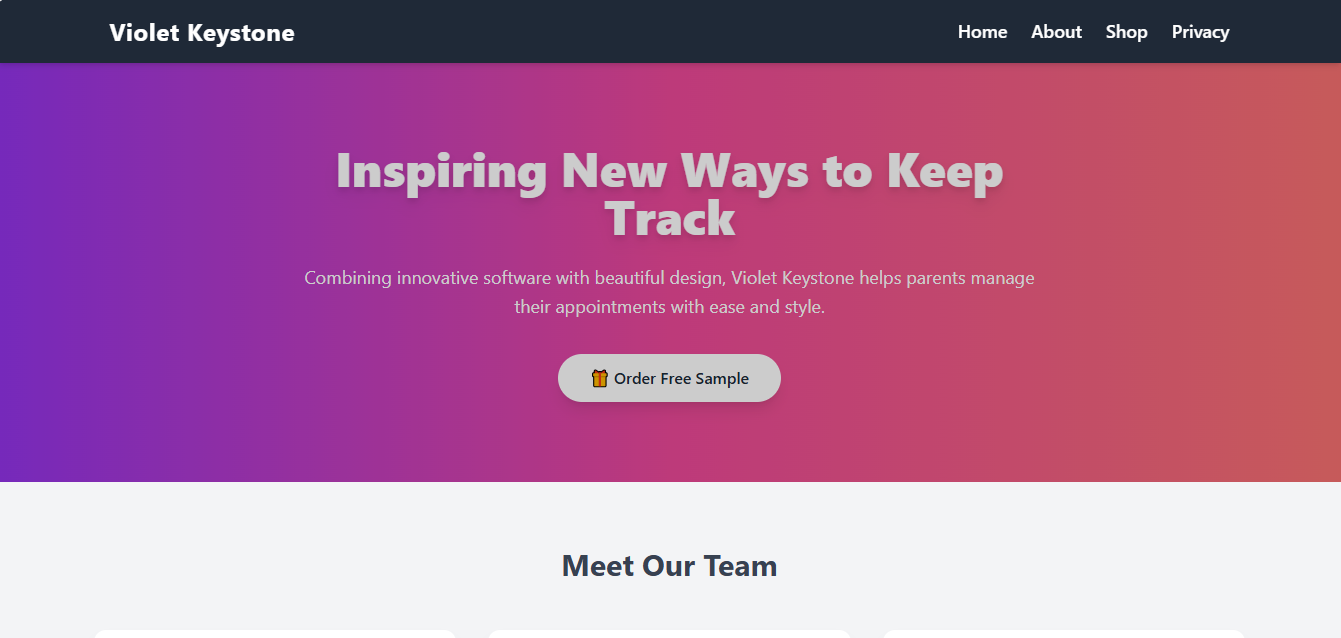 Violet Keystone
Home About Shop Privacy
Inspiring New Ways to Keep
Track
Combining innovative software with beautiful design, Violet Keystone helps parents manage
their appointments with ease and style.
🎁 Order Free Sample
Meet Our Team